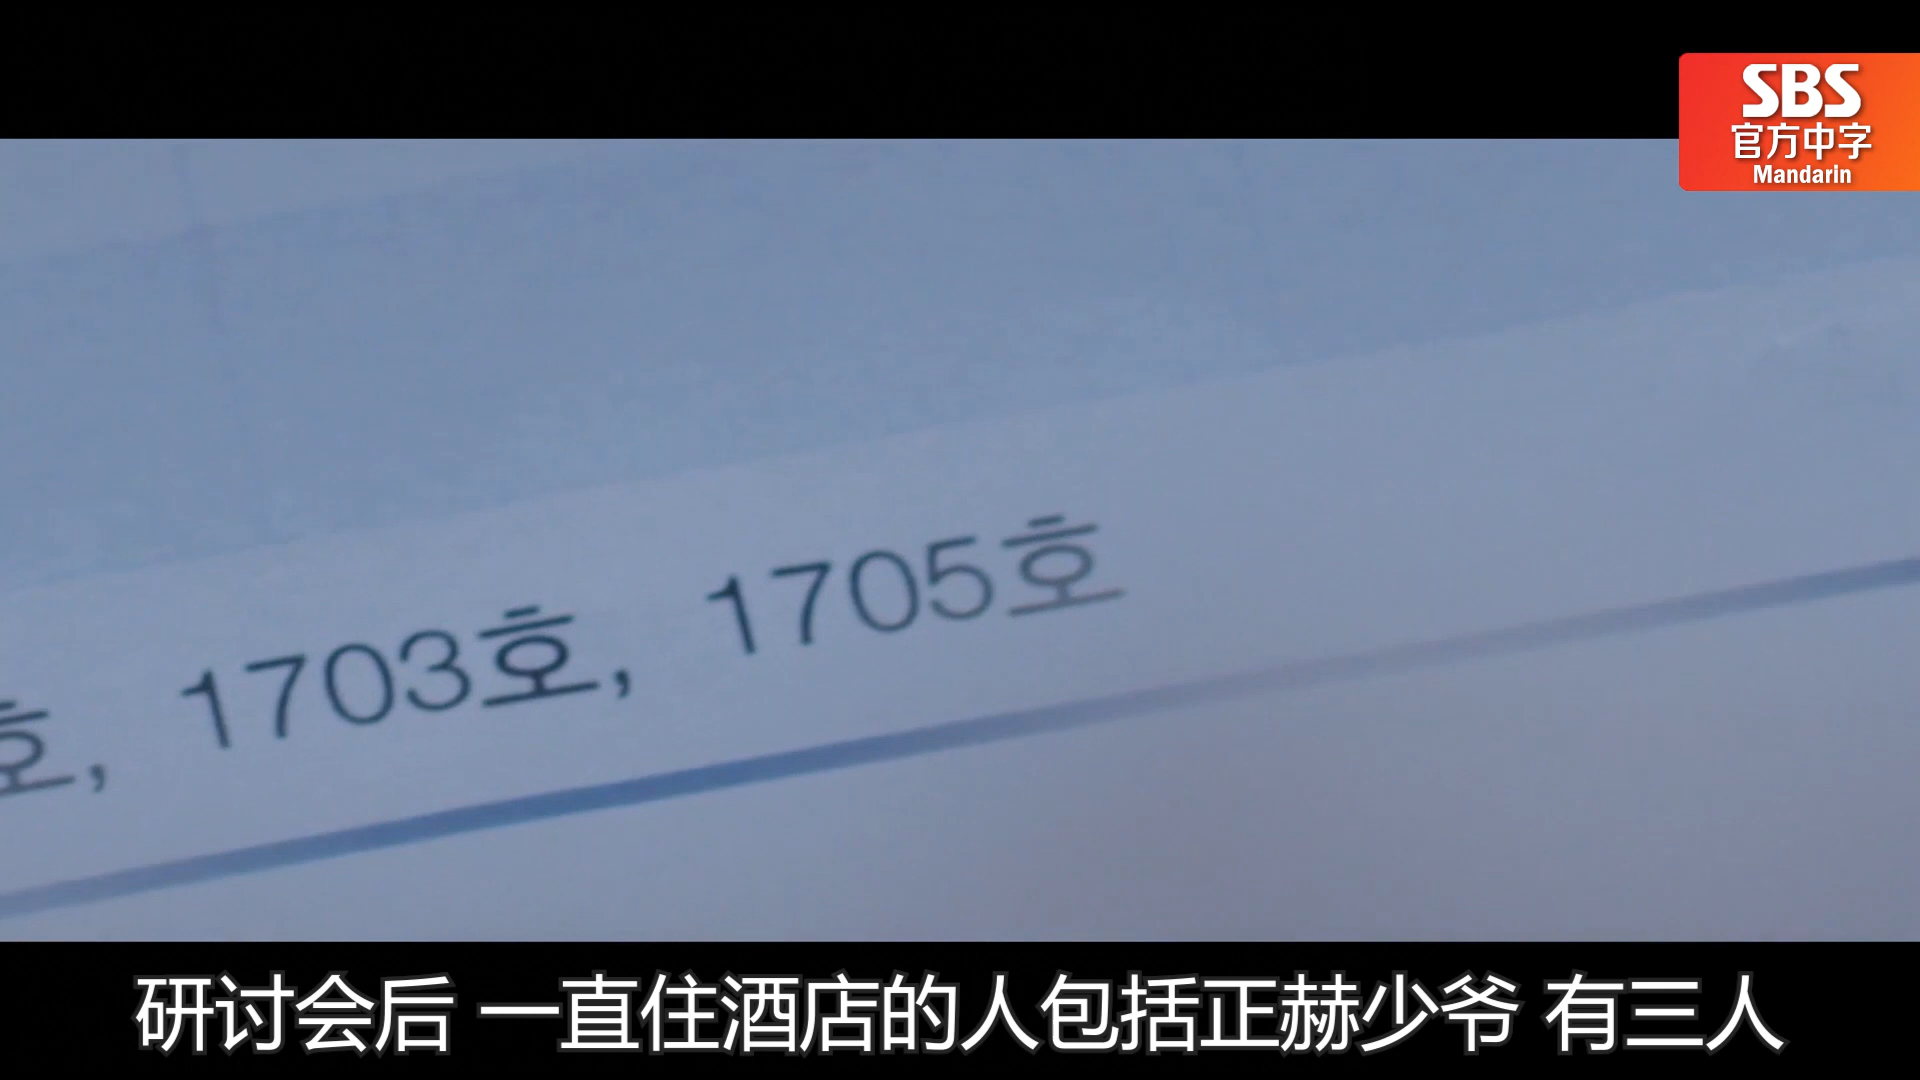 SBS
官方中字
Mandarin
호, 1703호, 1705호
研讨会后 一直住酒店的人包括正赫少爷 有三人